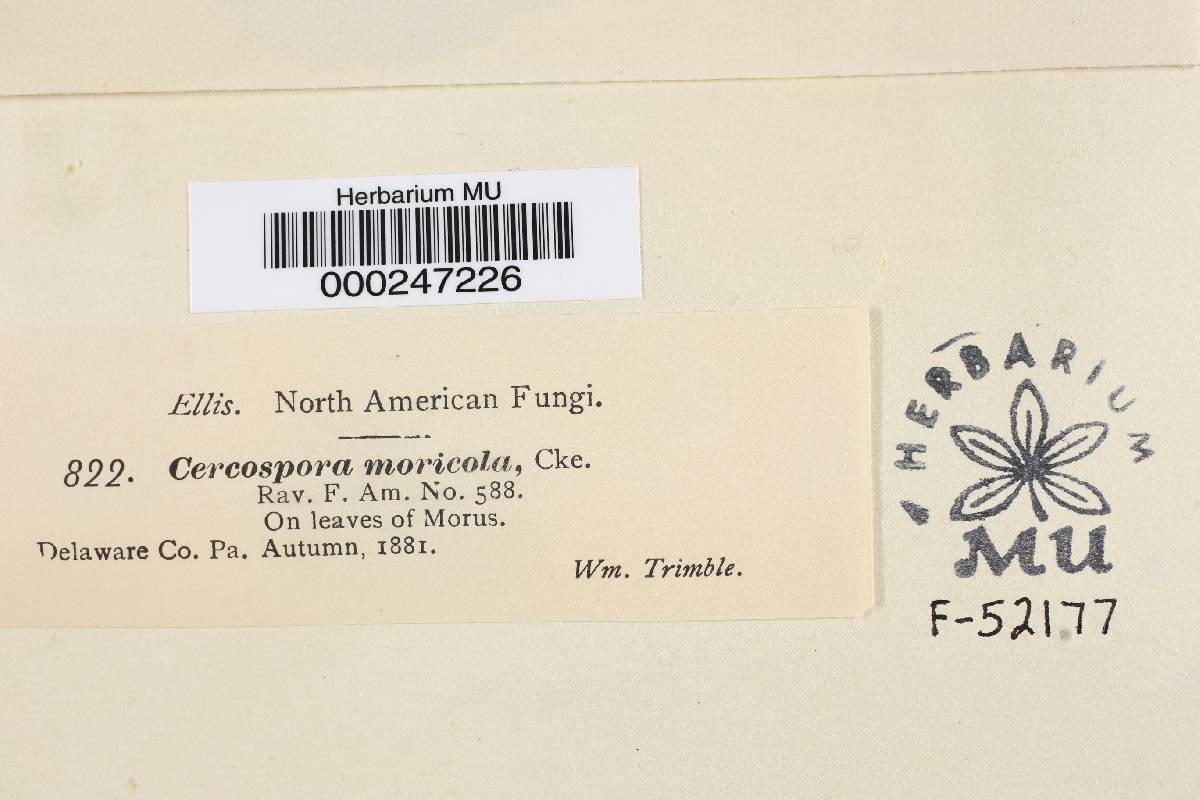 Herbarium MU
000247226
Ellis. North American Fungi.
822. Cercospora moricola, Cke.
Rav. F. Am. No. 588.
On leaves of Morus.
Delaware Co. Pa. Autumn, 1881.
Wm. Trimble.
HERBARIUM
MU
F-52177